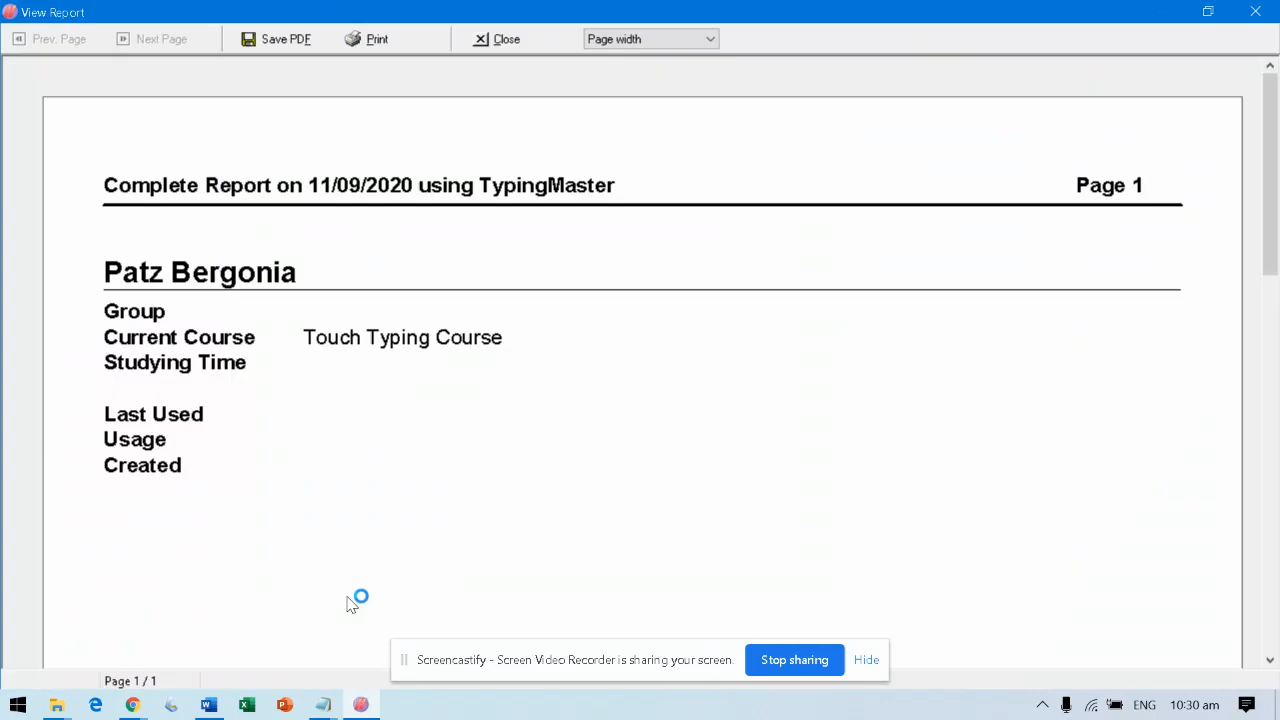 View Report
Prev. Page Next Page Save PDF Print Close Page width
Complete Report on 11/09/2020 using TypingMaster Page 1
Patz Bergonia
Group
Current Course Touch Typing Course
Studying Time
Last Used
Usage
Created
Screencastify - Screen Video Recorder is sharing your screen. Stop sharing Hide
Page 1 / 1
ENG 10:30 am